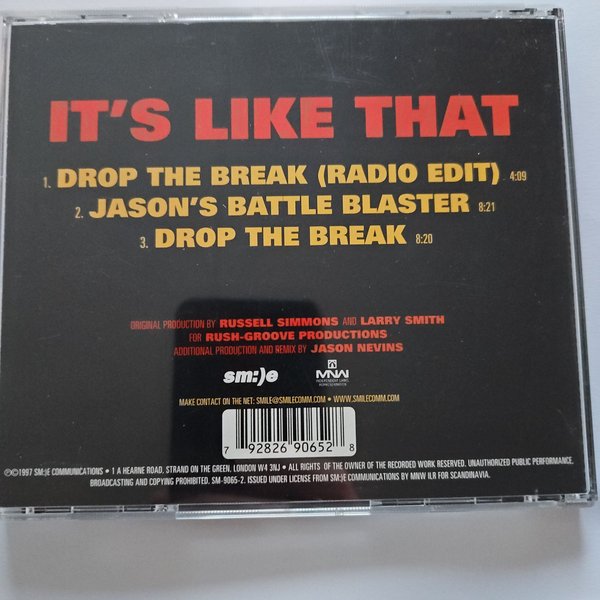 IT'S LIKE THAT
1. DROP THE BREAK (RADIO EDIT) 4:09
2. JASON'S BATTLE BLASTER 8:21
3. DROP THE BREAK 8:20
ORIGINAL PRODUCTION BY RUSSELL SIMMONS AND LARRY SMITH
FOR RUSH-GROOVE PRODUCTIONS
ADDITIONAL PRODUCTION AND REMIX BY JASON NEVINS
sm:)e MNW
INDEPENDENT LABEL
MAKE CONTACT ON THE NET: SMILE@SMILECOMM.COM • WWW.SMILECOMM.COM
7 92826 90652 8
℗©1997 SM:)E COMMUNICATIONS • 1 A HEARNE ROAD, STRAND ON THE GREEN, LONDON W4 3NJ • ALL RIGHTS OF THE OWNER OF THE RECORDED WORK RESERVED. UNAUTHORIZED PUBLIC PERFORMANCE,
BROADCASTING AND COPYING PROHIBITED. SM-9065-2. ISSUED UNDER LICENSE FROM SM:)E COMMUNICATIONS BY MNW ILR FOR SCANDINAVIA.